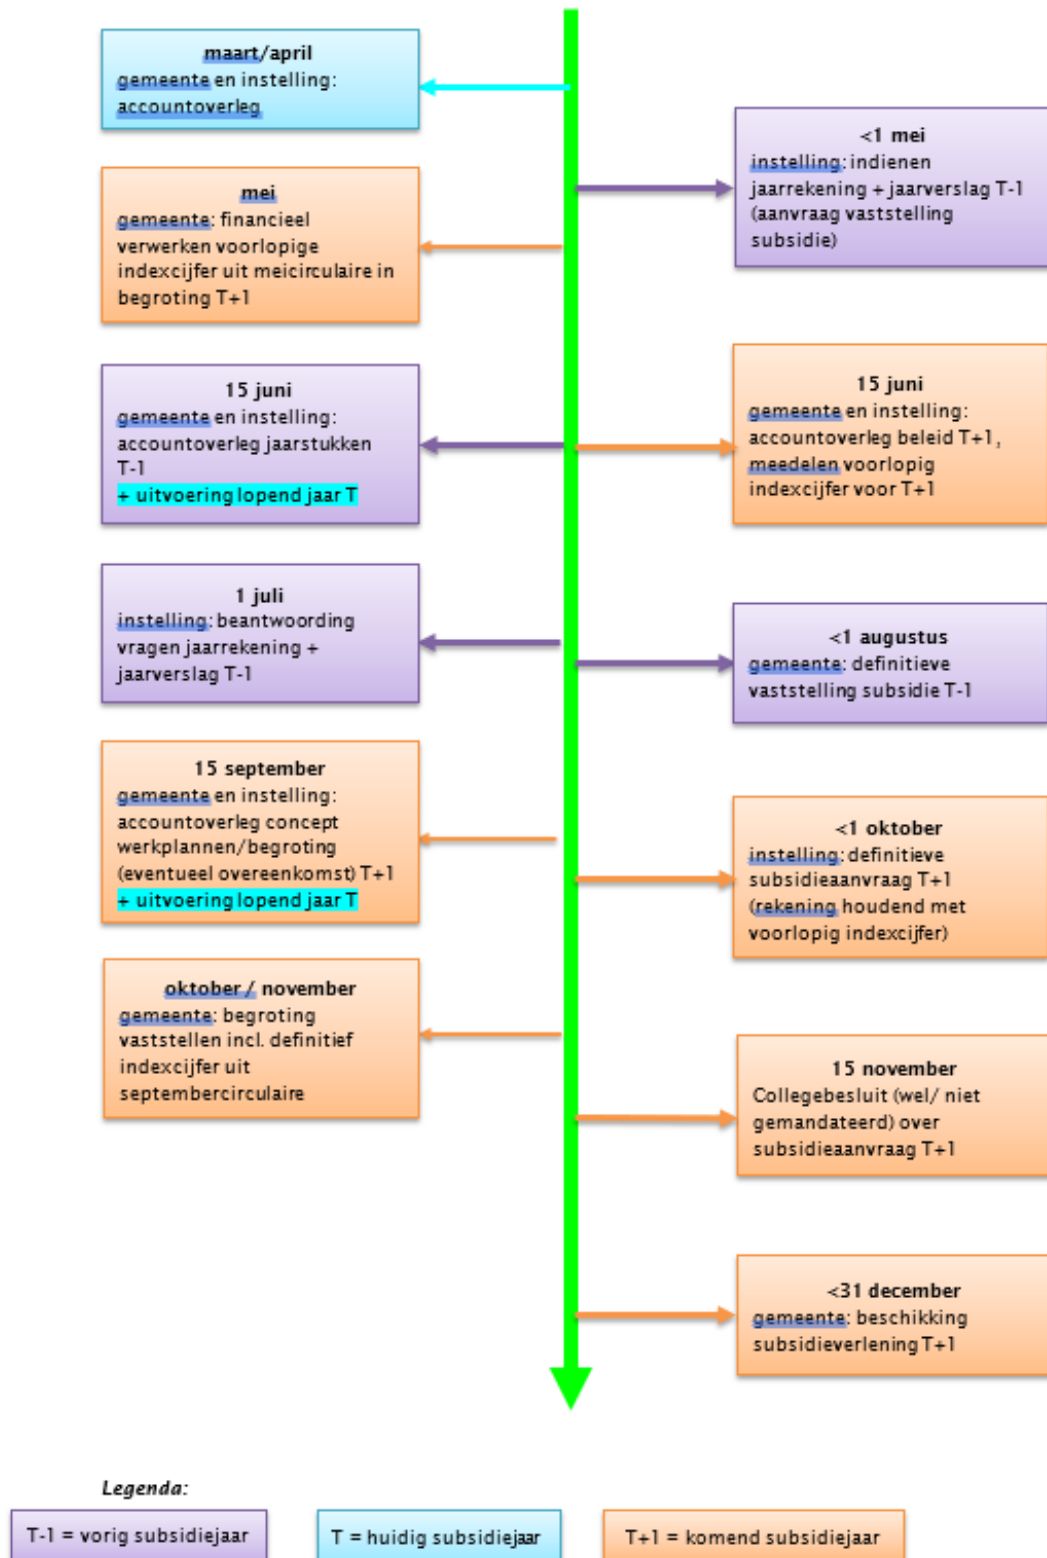 maart/april
gemeente en instelling:
accountoverleg
<1 mei
instelling: indienen
jaarrekening + jaarverslag T-1
(aanvraag vaststelling
subsidie)
mei
gemeente: financieel
verwerken voorlopige
indexcijfer uit meicirculaire in
begroting T+1
15 juni
gemeente en instelling:
accountoverleg jaarstukken
T-1
+ uitvoering lopend jaar T
15 juni
gemeente en instelling:
accountoverleg beleid T+1,
meedelen voorlopig
indexcijfer voor T+1
1 juli
instelling: beantwoording
vragen jaarrekening +
jaarverslag T-1
<1 augustus
gemeente: definitieve
vaststelling subsidie T-1
15 september
gemeente en instelling:
accountoverleg concept
werkplannen/begroting
(eventueel overeenkomst) T+1
+ uitvoering lopend jaar T
<1 oktober
instelling: definitieve
subsidieaanvraag T+1
(rekening houdend met
voorlopig indexcijfer)
oktober / november
gemeente: begroting
vaststellen incl. definitief
indexcijfer uit
septembercirculaire
15 november
Collegebesluit (wel/ niet
gemandateerd) over
subsidieaanvraag T+1
<31 december
gemeente: beschikking
subsidieverlening T+1
Legenda:
T-1 = vorig subsidiejaar
T = huidig subsidiejaar
T+1 = komend subsidiejaar